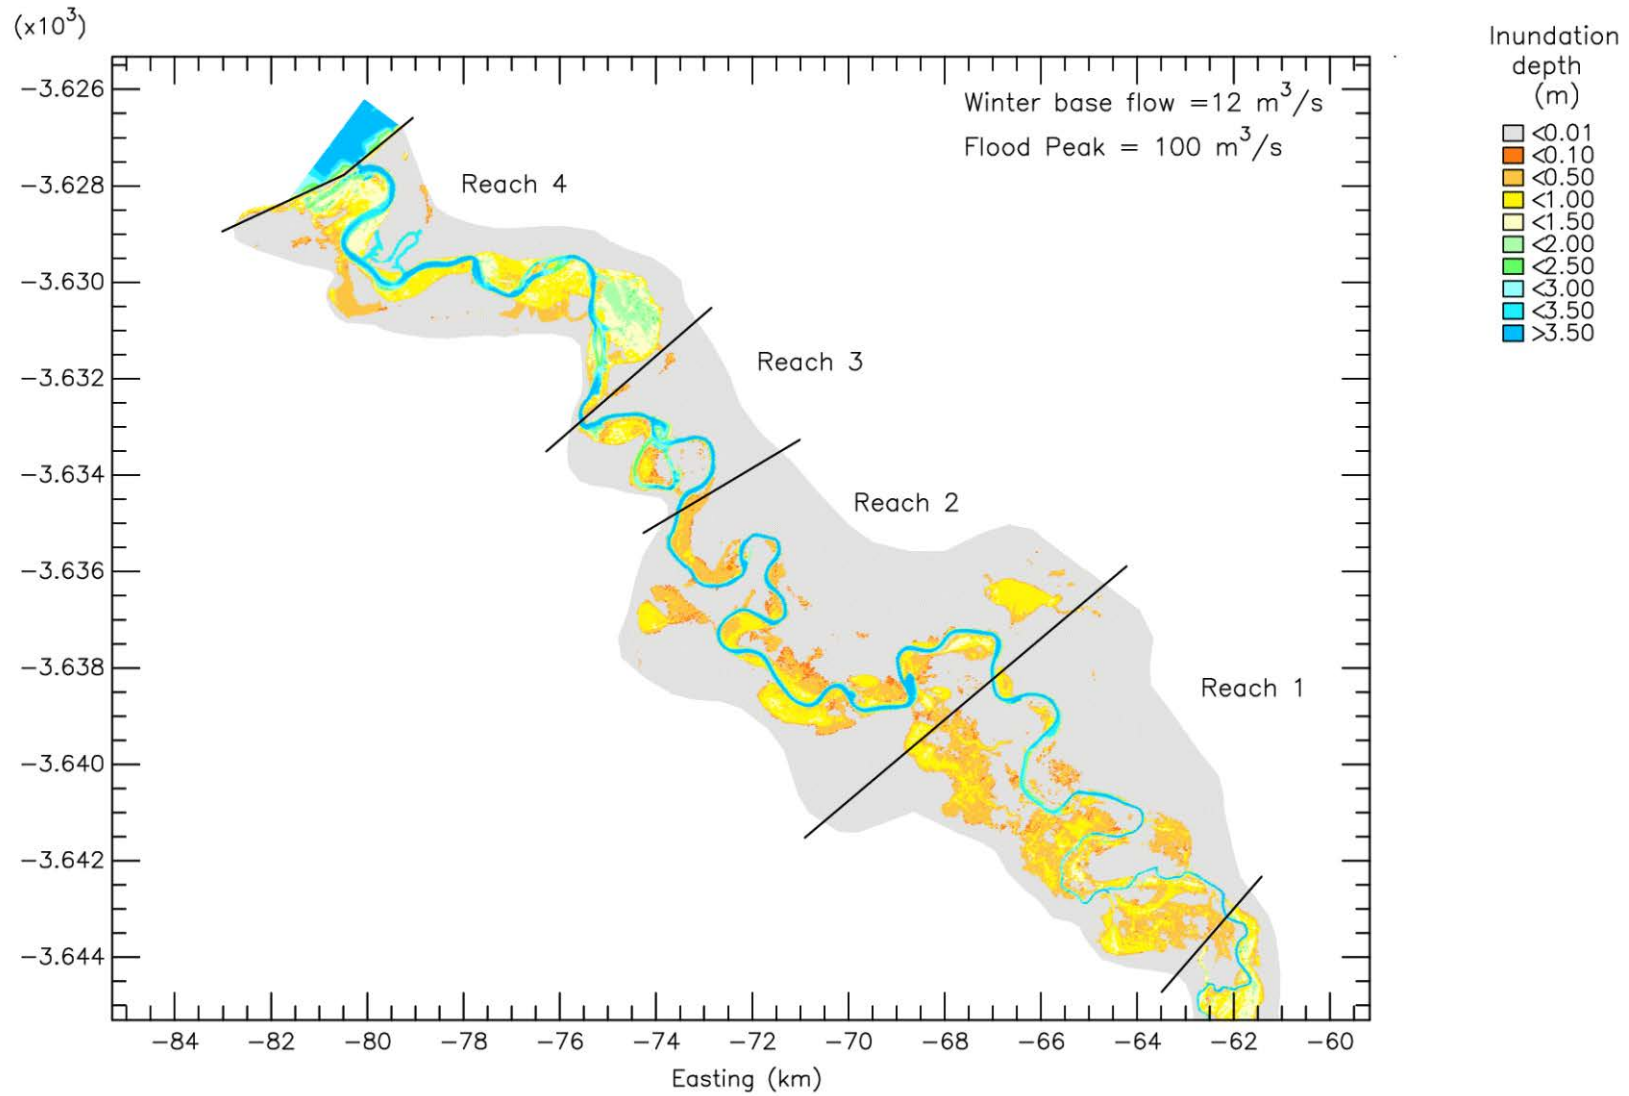 (x10³)
Inundation
depth
(m)
<0.01
<0.10
<0.50
<1.00
<1.50
<2.00
<2.50
<3.00
<3.50
>3.50
Winter base flow =12 m³/s
Flood Peak = 100 m³/s
Reach 4
Reach 3
Reach 2
Reach 1
−3.626
−3.628
−3.630
−3.632
−3.634
−3.636
−3.638
−3.640
−3.642
−3.644
−84 −82 −80 −78 −76 −74 −72 −70 −68 −66 −64 −62 −60
Easting (km)